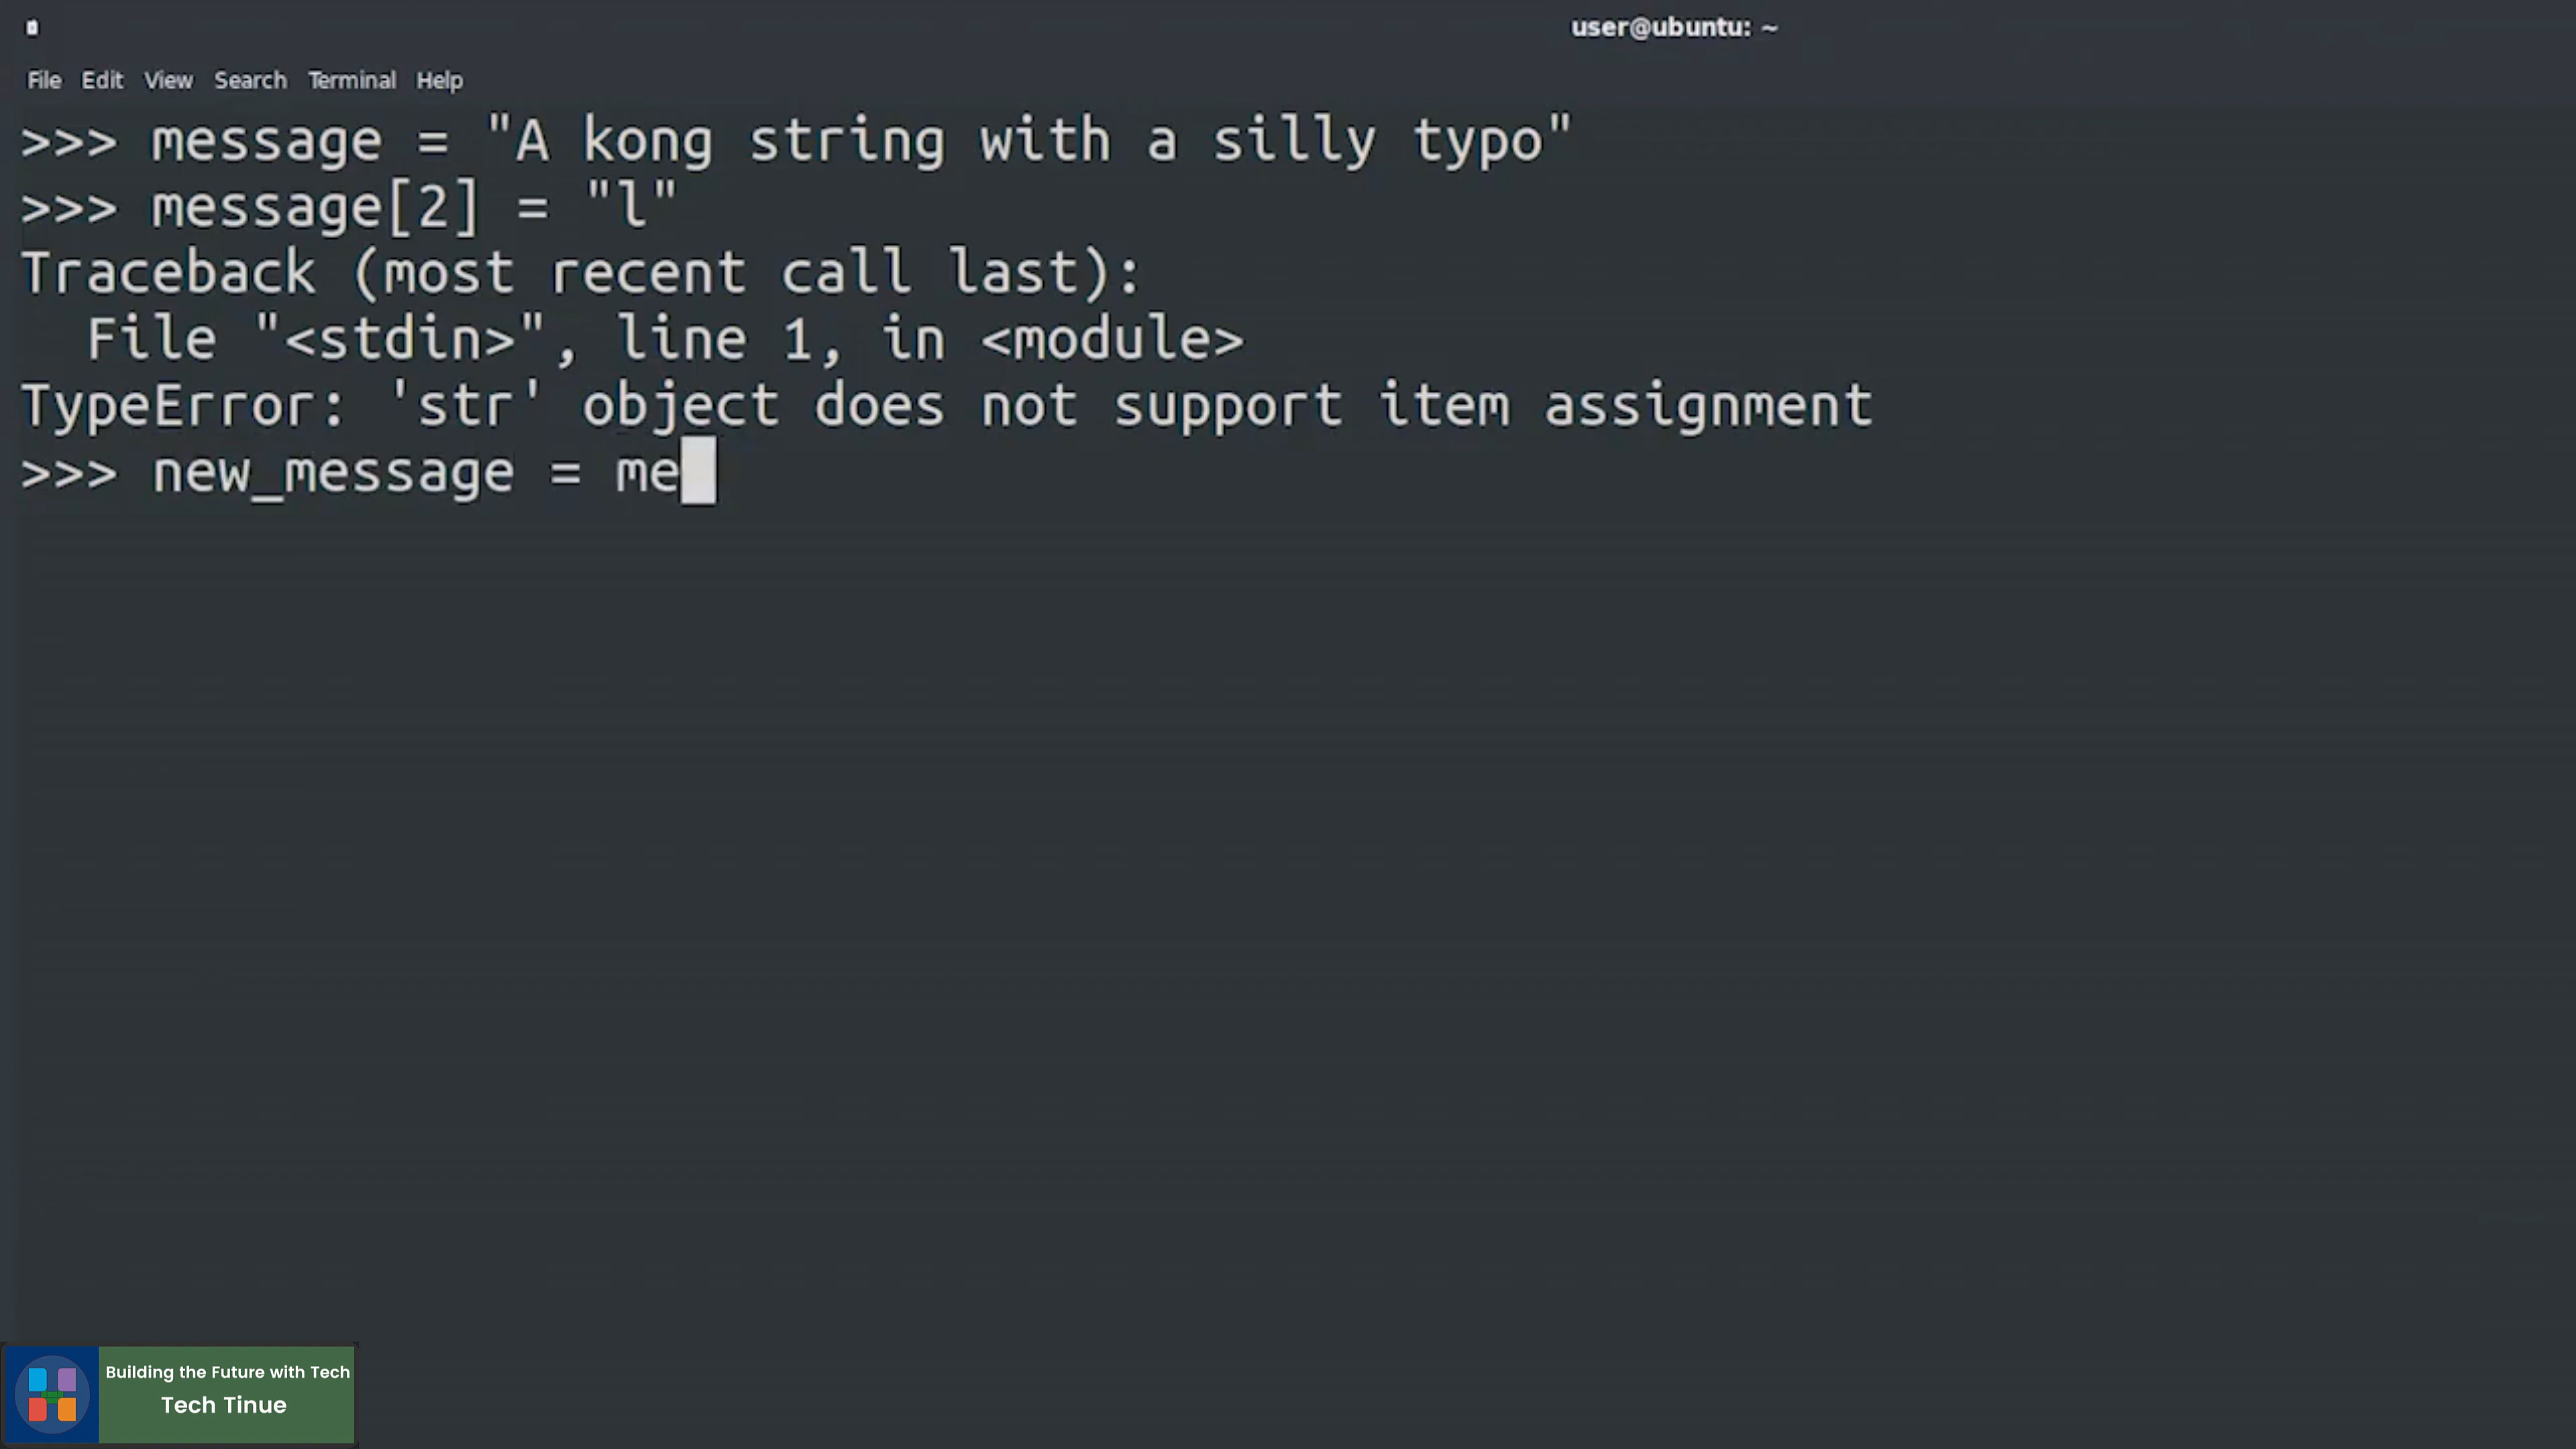 user@ubuntu: ~
File Edit View Search Terminal Help
>>> message = "A kong string with a silly typo"
>>> message[2] = "l"
Traceback (most recent call last):
  File "<stdin>", line 1, in <module>
TypeError: 'str' object does not support item assignment
>>> new_message = me
Building the Future with Tech
Tech Tinue